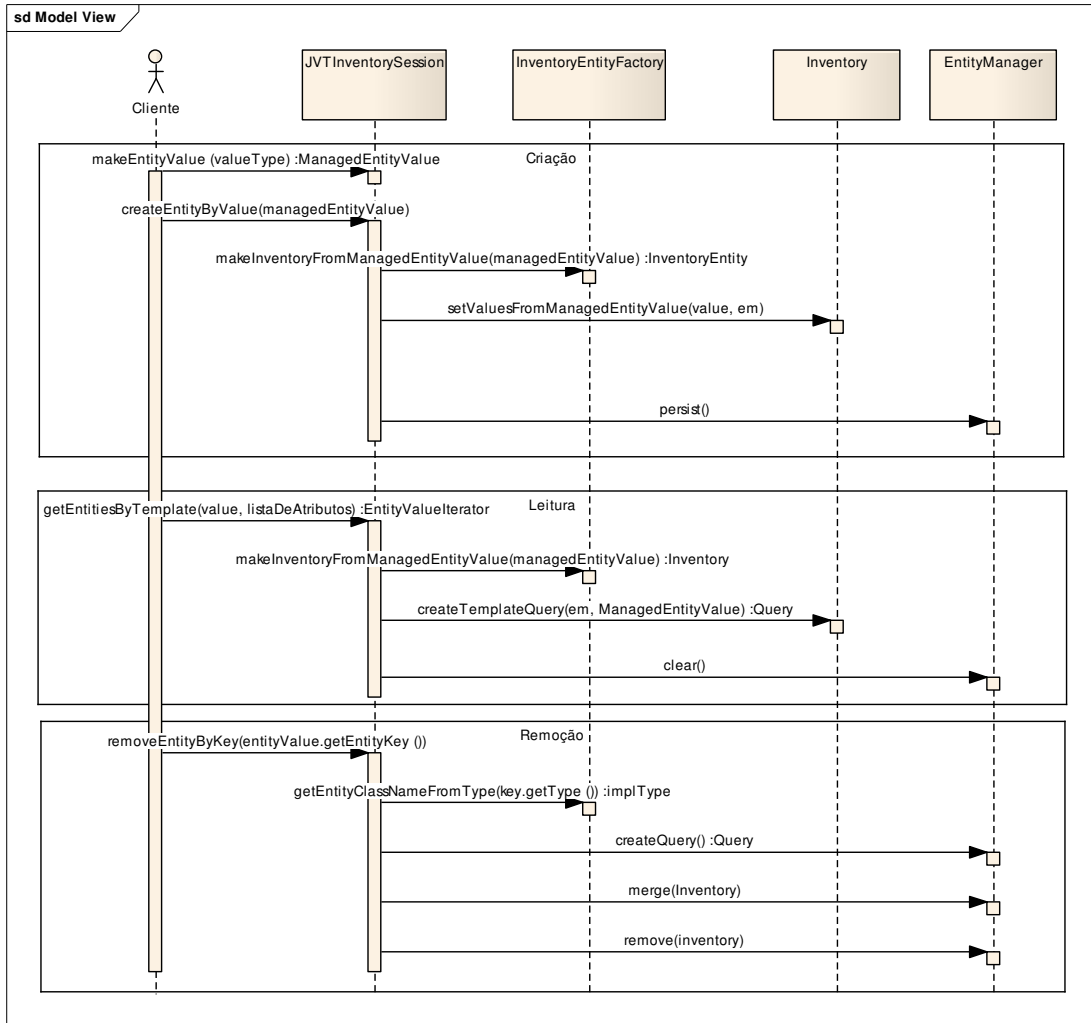 sd Model View
Cliente
JVTInventorySession
InventoryEntityFactory
Inventory
EntityManager
Criação
makeEntityValue (valueType) :ManagedEntityValue
createEntityByValue(managedEntityValue)
makeInventoryFromManagedEntityValue(managedEntityValue) :InventoryEntity
setValuesFromManagedEntityValue(value, em)
persist()
Leitura
getEntitiesByTemplate(value, listaDeAtributos) :EntityValueIterator
makeInventoryFromManagedEntityValue(managedEntityValue) :Inventory
createTemplateQuery(em, ManagedEntityValue) :Query
clear()
Remoção
removeEntityByKey(entityValue.getEntityKey ())
getEntityClassNameFromType(key.getType ()) :implType
createQuery() :Query
merge(Inventory)
remove(inventory)